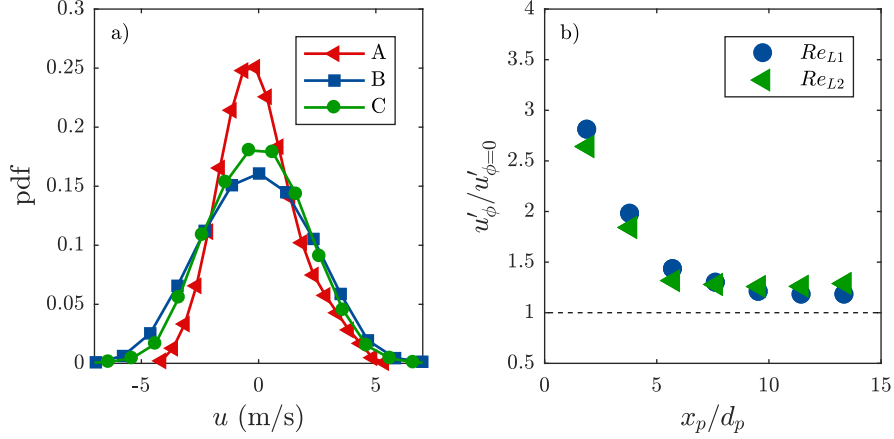 a)
A
B
C
0.3
0.25
0.2
0.15
0.1
0.05
0
-5
0
5
pdf
u (m/s)
b)
Re_{L1}
Re_{L2}
4
3.5
3
2.5
2
1.5
1
0.5
0
5
10
15
u'_ϕ/u'_{ϕ=0}
x_p/d_p